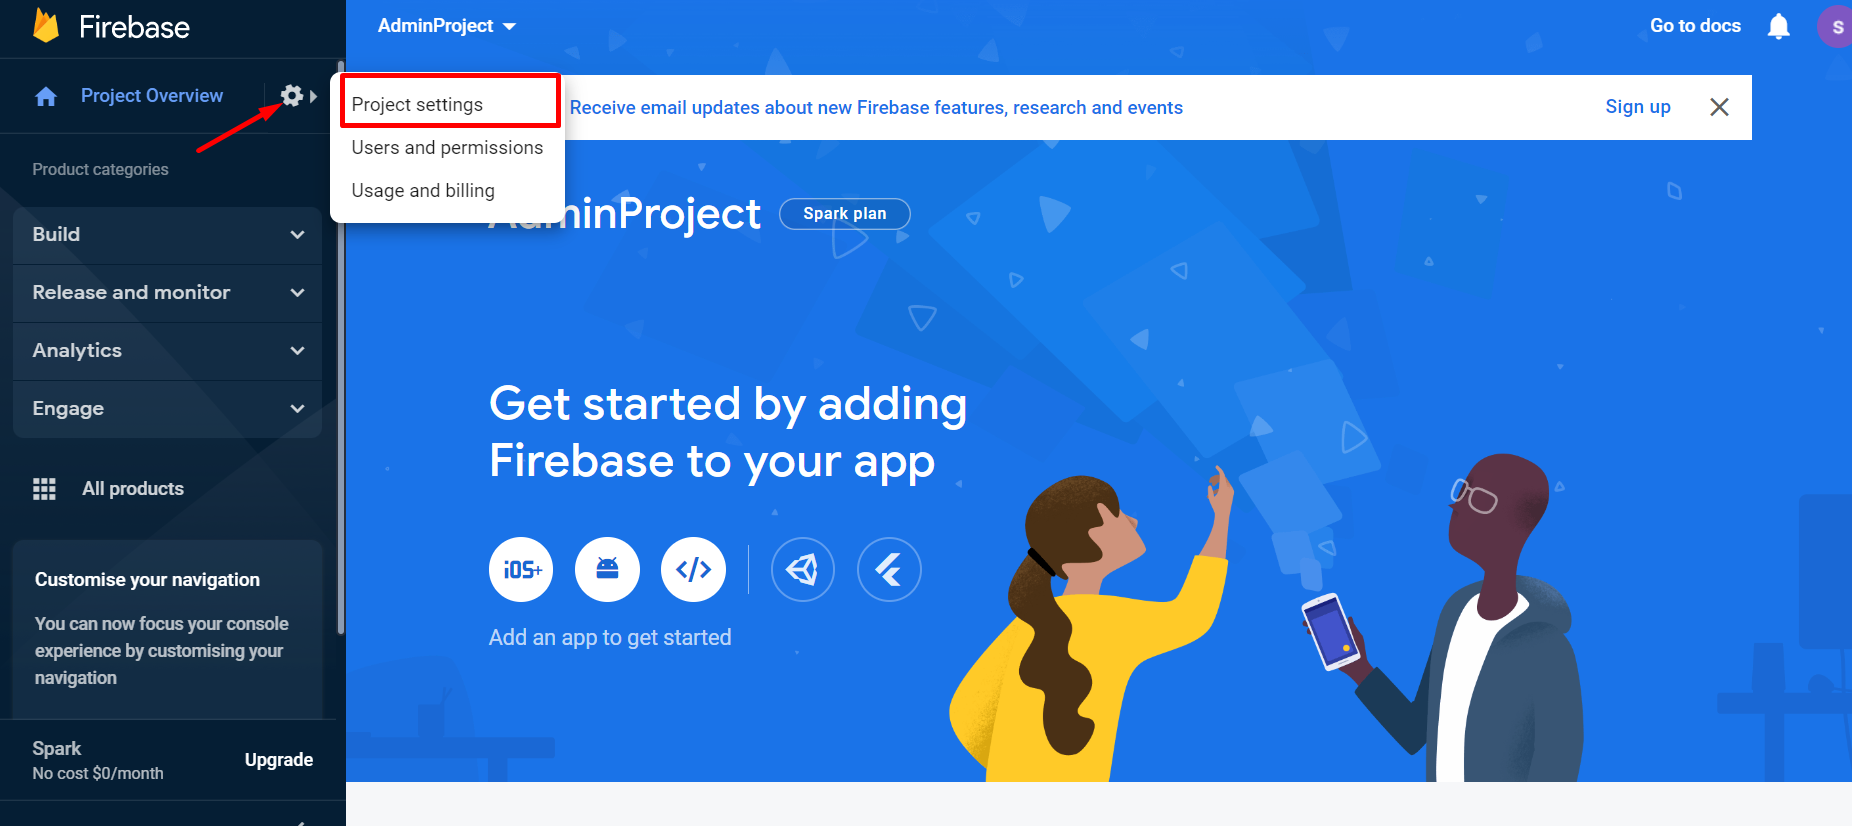 Firebase
AdminProject
Go to docs
S
Project Overview
Project settings
Users and permissions
Usage and billing
Receive email updates about new Firebase features, research and events
Sign up
Product categories
Build
Release and monitor
Analytics
Engage
All products
Customise your navigation
You can now focus your console
experience by customising your
navigation
Spark
No cost $0/month
Upgrade
AdminProject
Spark plan
Get started by adding
Firebase to your app
iOS+
</>
Add an app to get started